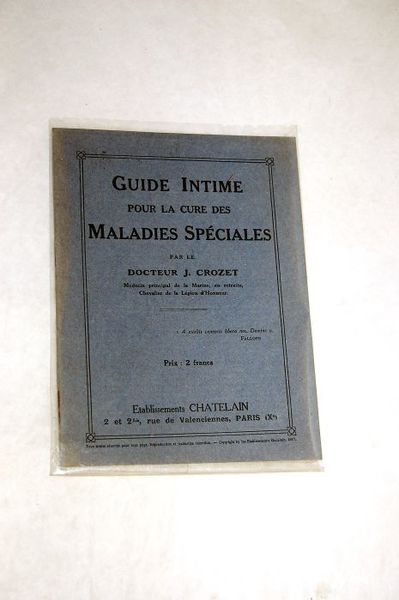 GUIDE INTIME
POUR LA CURE DES
MALADIES SPÉCIALES
PAR LE
DOCTEUR J. CROZET
Médecin principal de la Marine, en retraite,
Chevalier de la Légion d'Honneur.
Prix : 2 francs
Etablissements CHATELAIN
2 et 2bis, rue de Valenciennes, PARIS (Xe)